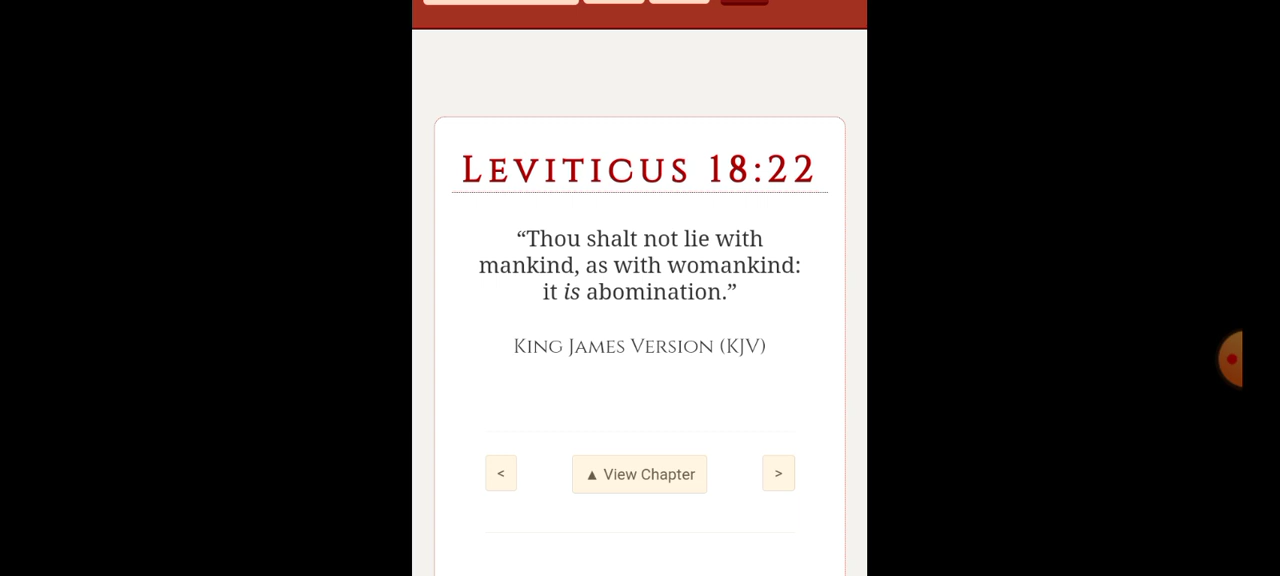 LEVITICUS 18:22
“Thou shalt not lie with
mankind, as with womankind:
it is abomination.”
KING JAMES VERSION (KJV)
<
▲ View Chapter
>